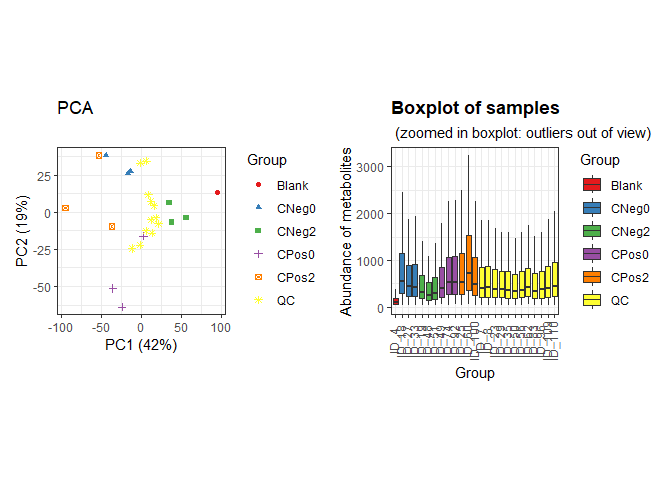 PCA
25
0
-25
-50
-100
-50
0
50
100
PC1 (42%)
PC2 (19%)
Group
Blank
CNeg0
CNeg2
CPos0
CPos2
QC
Boxplot of samples
(zoomed in boxplot: outliers out of view)
3000
2000
1000
0
Abundance of metabolites
Group
Group
Blank
CNeg0
CNeg2
CPos0
CPos2
QC